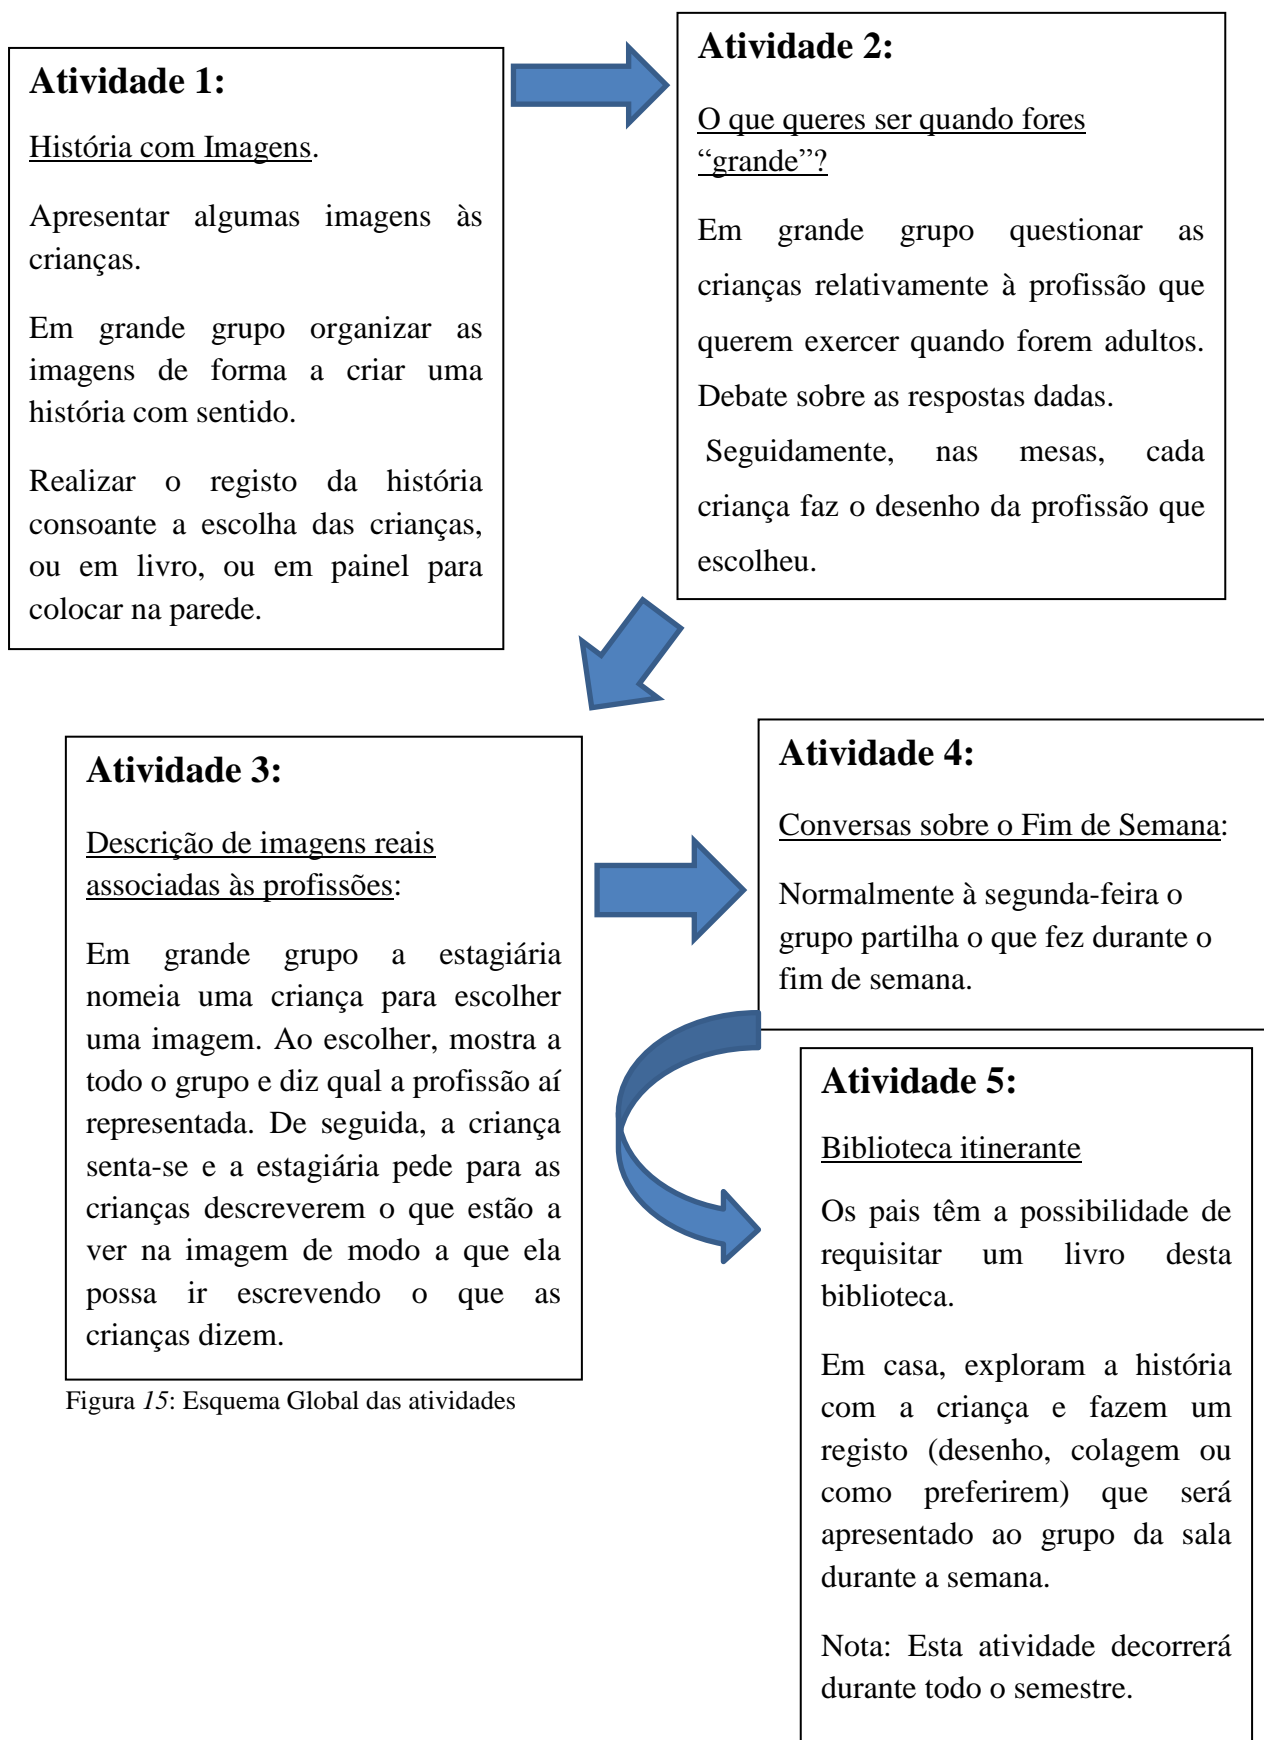 Atividade 1:
História com Imagens.
Apresentar algumas imagens às
crianças.
Em grande grupo organizar as
imagens de forma a criar uma
história com sentido.
Realizar o registo da história
consoante a escolha das crianças,
ou em livro, ou em painel para
colocar na parede.
Atividade 2:
O que queres ser quando fores
“grande”?
Em grande grupo questionar as
crianças relativamente à profissão que
querem exercer quando forem adultos.
Debate sobre as respostas dadas.
Seguidamente, nas mesas, cada
criança faz o desenho da profissão que
escolheu.
Atividade 3:
Descrição de imagens reais
associadas às profissões:
Em grande grupo a estagiária
nomeia uma criança para escolher
uma imagem. Ao escolher, mostra a
todo o grupo e diz qual a profissão aí
representada. De seguida, a criança
senta-se e a estagiária pede para as
crianças descreverem o que estão a
ver na imagem de modo a que ela
possa ir escrevendo o que as
crianças dizem.
Atividade 4:
Conversas sobre o Fim de Semana:
Normalmente à segunda-feira o
grupo partilha o que fez durante o
fim de semana.
Atividade 5:
Biblioteca itinerante
Os pais têm a possibilidade de
requisitar um livro desta
biblioteca.
Em casa, exploram a história
com a criança e fazem um
registo (desenho, colagem ou
como preferirem) que será
apresentado ao grupo da sala
durante a semana.
Nota: Esta atividade decorrerá
durante todo o semestre.
Figura 15: Esquema Global das atividades